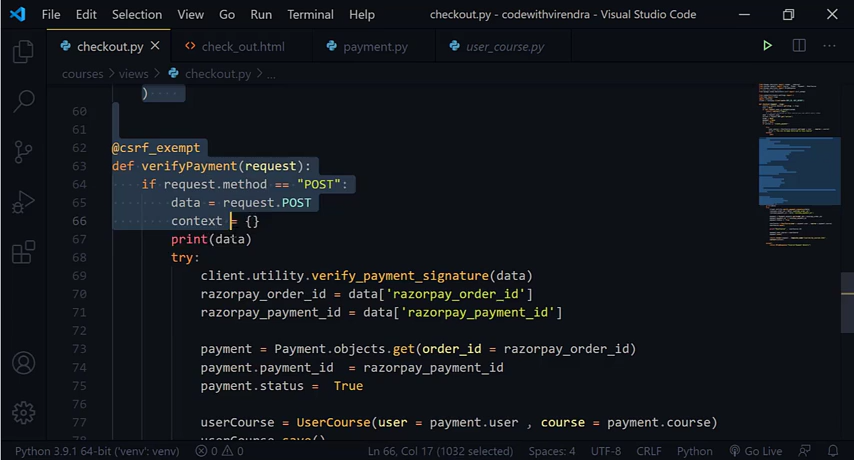 File Edit Selection View Go Run Terminal Help checkout.py - codewithvirendra - Visual Studio Code
checkout.py check_out.html payment.py user_course.py
courses > views > checkout.py > ...
)
60
61
62 @csrf_exempt
63 def verifyPayment(request):
64 if request.method == "POST":
65 data = request.POST
66 context = {}
67 print(data)
68 try:
69 client.utility.verify_payment_signature(data)
70 razorpay_order_id = data['razorpay_order_id']
71 razorpay_payment_id = data['razorpay_payment_id']
72
73 payment = Payment.objects.get(order_id = razorpay_order_id)
74 payment.payment_id = razorpay_payment_id
75 payment.status = True
76
77 userCourse = UserCourse(user = payment.user , course = payment.course)
78 userCourse.save()
Python 3.9.1 64-bit ('venv': venv) 0 0 Ln 66, Col 17 (1032 selected) Spaces: 4 UTF-8 CRLF Python Go Live